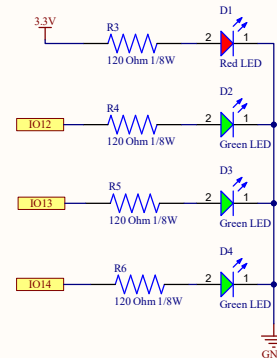 D1
3.3V
R3
2
1
120 Ohm 1/8W
Red LED
D2
R4
IO12
2
1
120 Ohm 1/8W
Green LED
D3
R5
IO13
2
1
120 Ohm 1/8W
Green LED
D4
R6
IO14
2
1
120 Ohm 1/8W
Green LED
GN